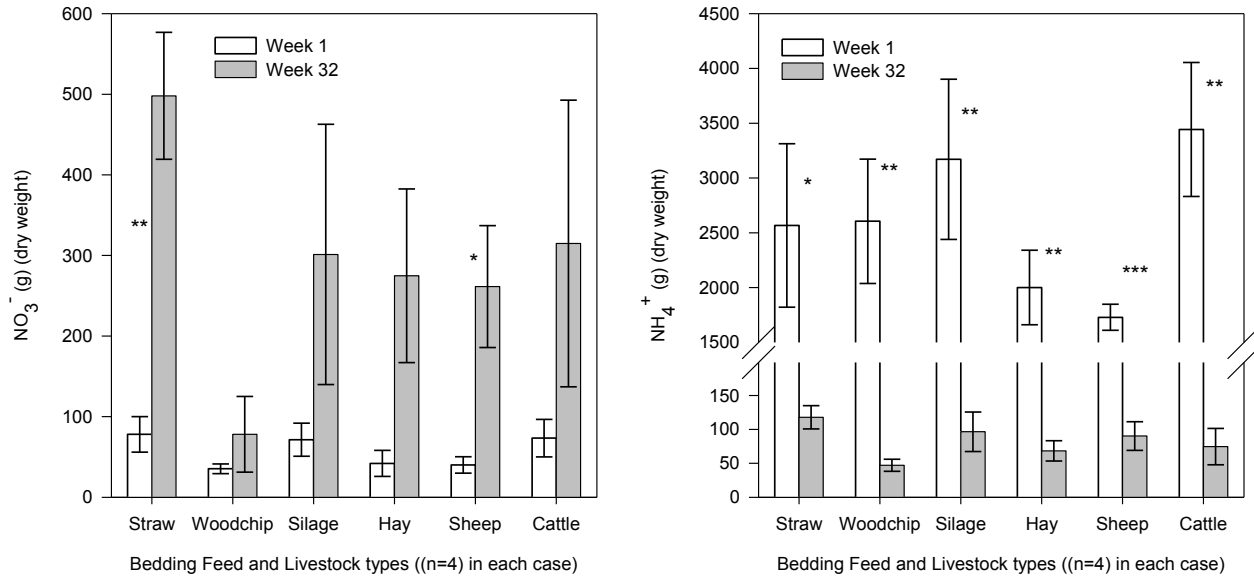 600
500
400
300
200
100
0
NO3- (g) (dry weight)
Week 1
Week 32
**
*
Straw Woodchip Silage Hay Sheep Cattle
Bedding Feed and Livestock types ((n=4) in each case)
4500
4000
3500
3000
2500
2000
1500
150
100
50
0
NH4+ (g) (dry weight)
Week 1
Week 32
*
**
**
**
***
**
Straw Woodchip Silage Hay Sheep Cattle
Bedding Feed and Livestock types ((n=4) in each case)